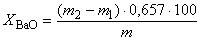 X_BaO = (m₂ − m₁) · 0,657 · 100 / m